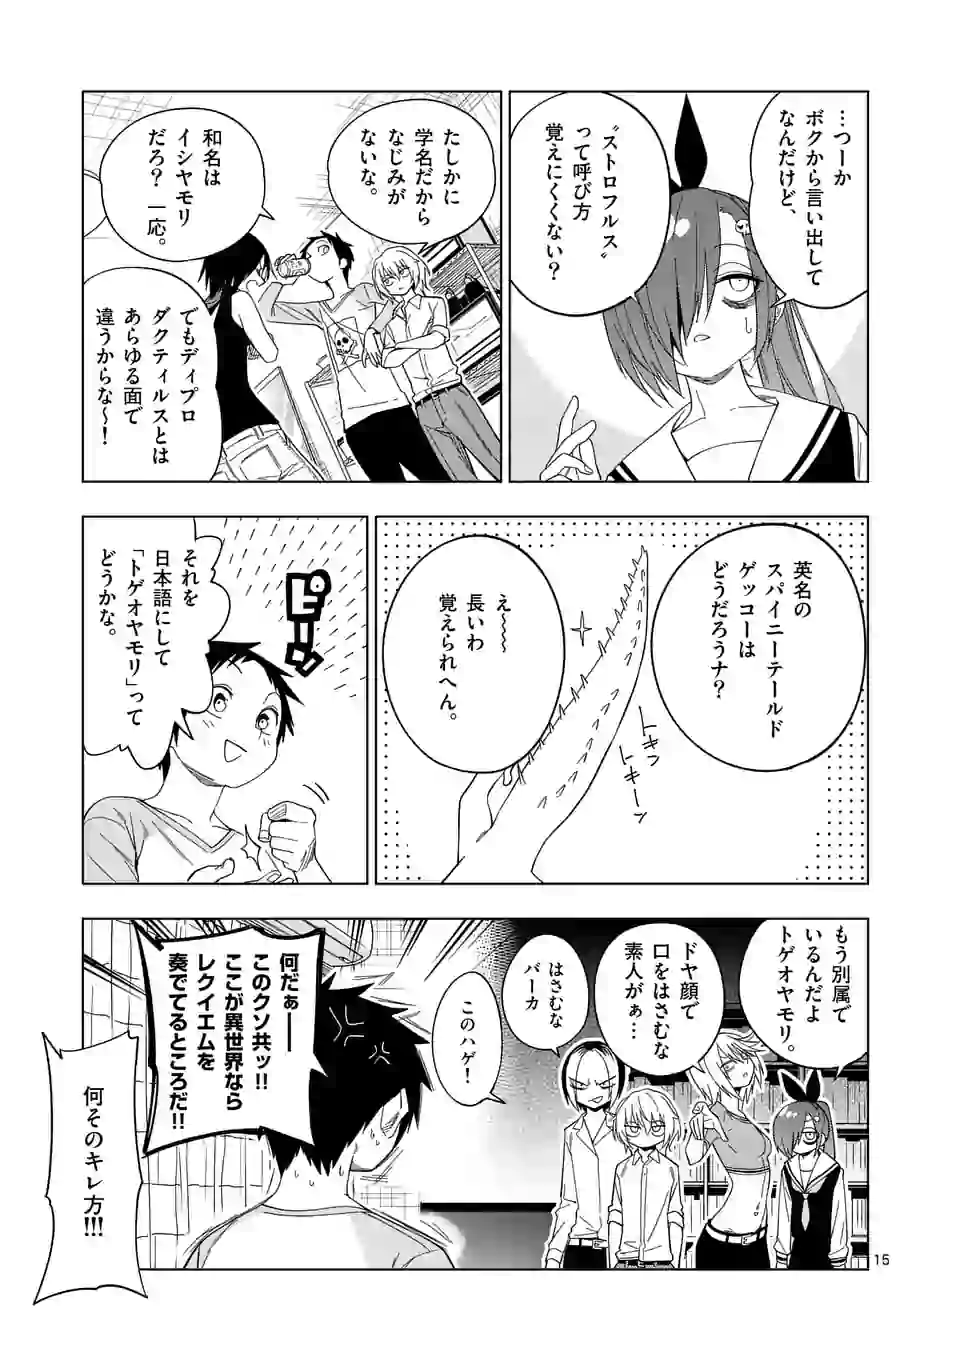 …つーか
ボクから言い出して
なんだけど、
〝ストロフルス〟
って呼び方
覚えにくくない？
たしかに
学名だから
なじみが
ないな。
和名は
イシヤモリ
だろ？一応。
でもディプロ
ダクティルスとは
あらゆる面で
違うからな〜！
英名の
スパイニーテールド
ゲッコーは
どうだろうナ？
トキっ
トキーン
え〜〜〜
長いわ
覚えられへん。
ピーン！
それを
日本語にして
「トゲオヤモリ」って
どうかな。
もう別属で
いるんだよ
トゲオヤモリ。
ドヤ顔で
口をはさむな
素人がぁ…
はさむな
バーカ
このハゲ！
何だぁ──
このクソ共ッ!!
ここが異世界なら
レクイエムを
奏でてるところだ!!
何そのキレ方!!!
15